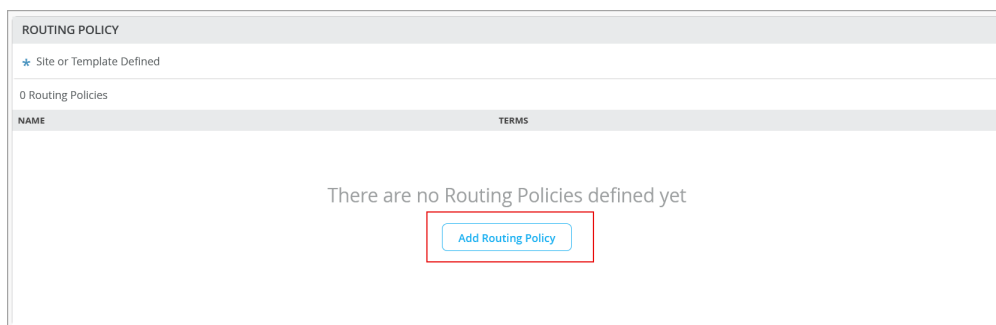 ROUTING POLICY
* Site or Template Defined
0 Routing Policies
NAME TERMS
There are no Routing Policies defined yet
Add Routing Policy